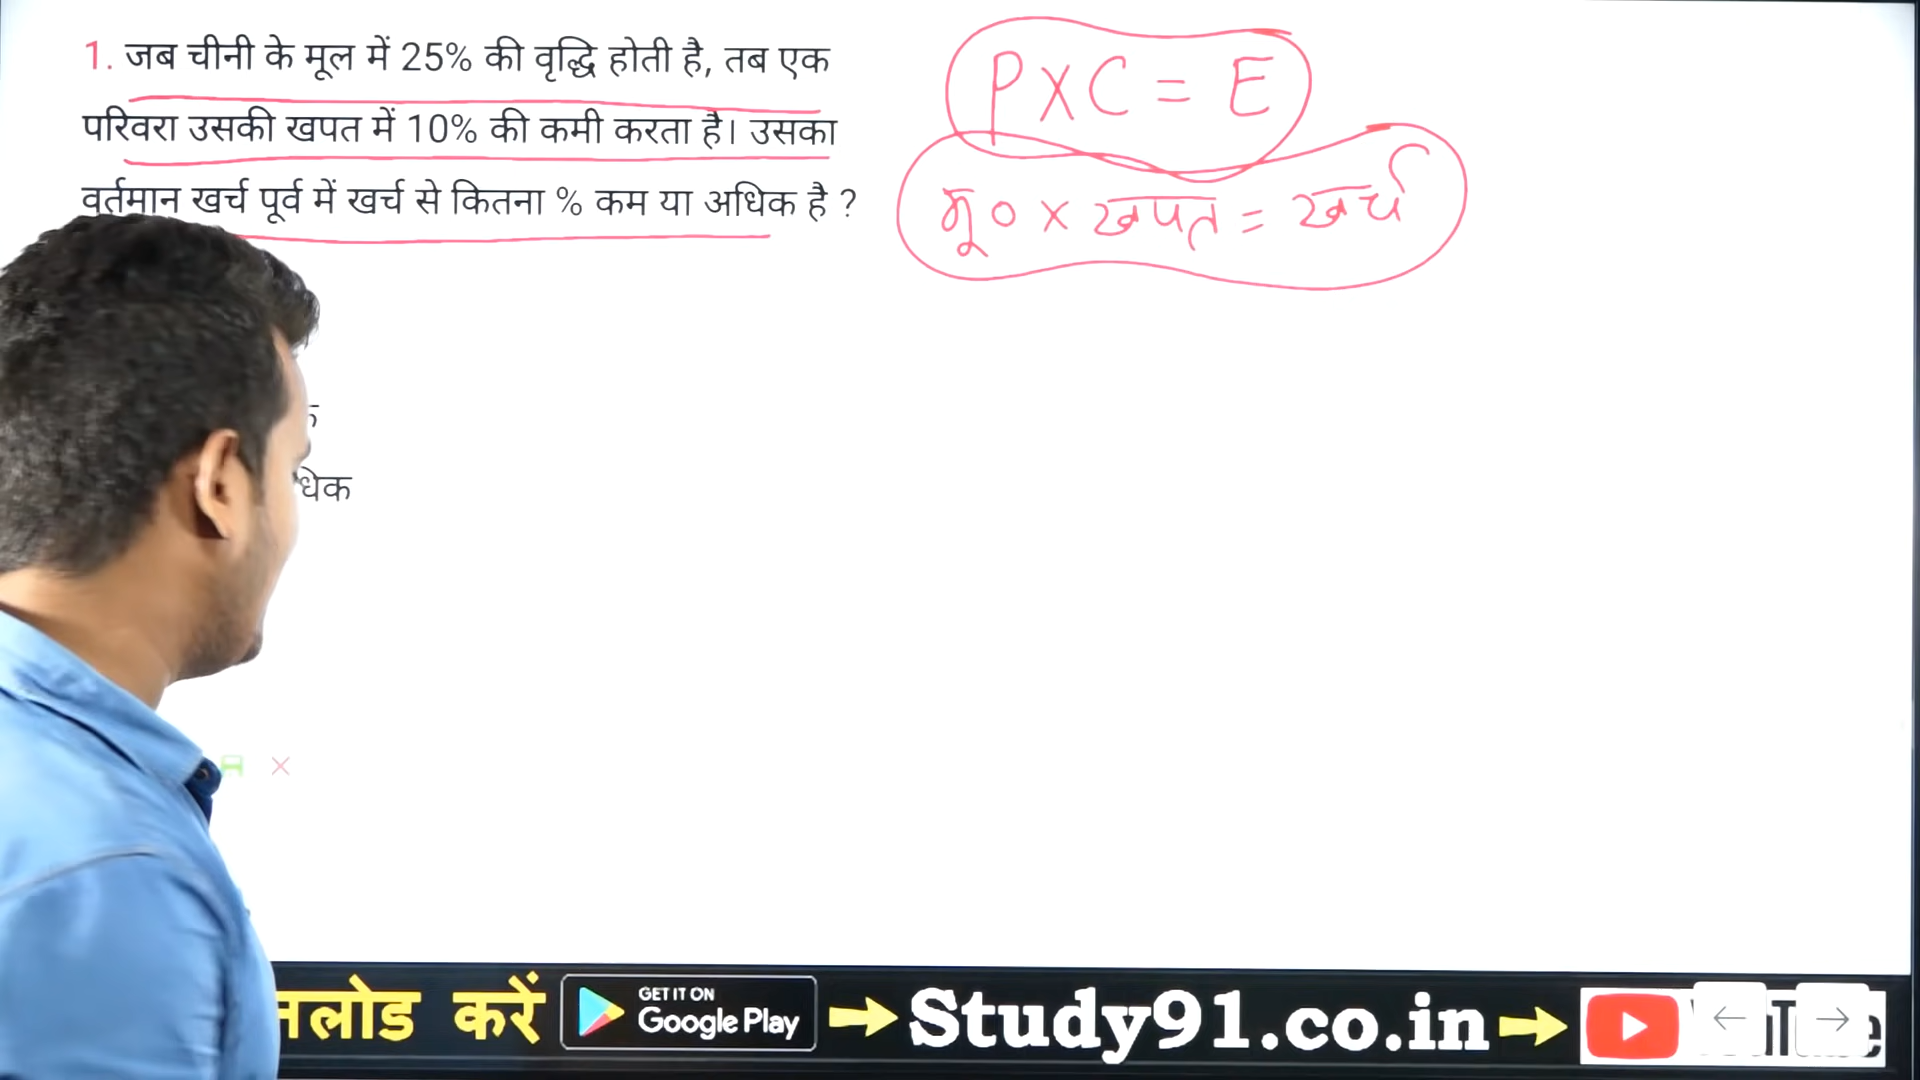 1. जब चीनी के मूल में 25% की वृद्धि होती है, तब एक
परिवरा उसकी खपत में 10% की कमी करता है। उसका
वर्तमान खर्च पूर्व में खर्च से कितना % कम या अधिक है ?
P X C = E
मू० x खपत = खर्च
धिक
नलोड करें
GET IT ON
Google Play
Study91.co.in